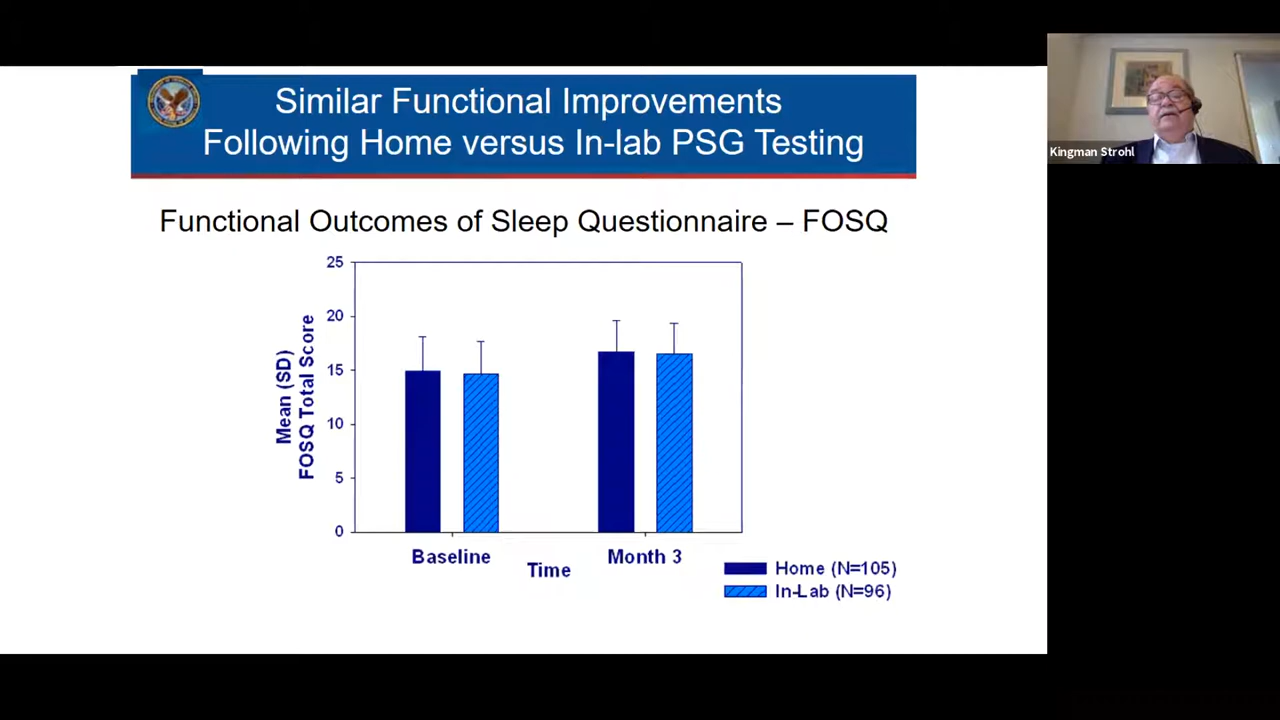 Similar Functional Improvements
Following Home versus In-lab PSG Testing
Kingman Strohl
Functional Outcomes of Sleep Questionnaire – FOSQ
Mean (SD)
FOSQ Total Score
25
20
15
10
5
0
Baseline
Month 3
Time
Home (N=105)
In-Lab (N=96)